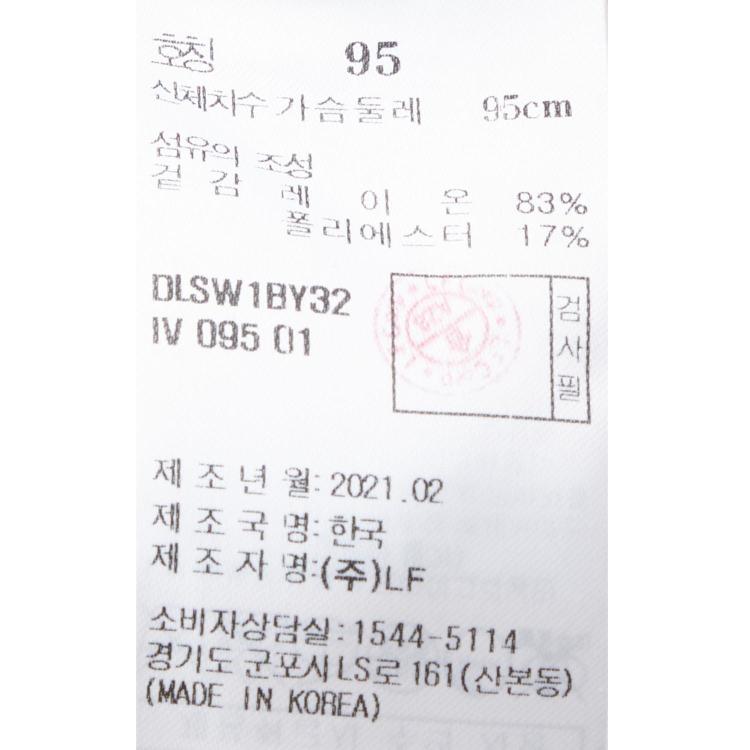 호칭 95
신체치수 가슴둘레 95cm
섬유의 조성
겉감 레이온 83%
폴리에스터 17%
DLSW1BY32
IV 095 01
검사필
제조년월: 2021.02
제조국명: 한국
제조자명:(주)LF
소비자상담실:1544-5114
경기도 군포시 LS로 161(산본동)
(MADE IN KOREA)